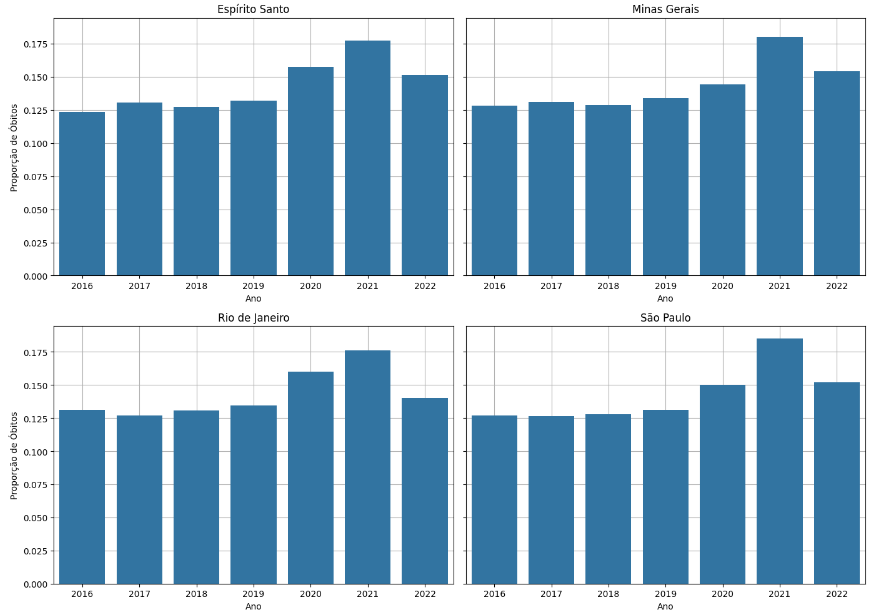 Espírito Santo
Minas Gerais
0.175
0.150
0.125
0.100
0.075
0.050
0.025
0.000
Proporção de Óbitos
2016 2017 2018 2019 2020 2021 2022
Ano
2016 2017 2018 2019 2020 2021 2022
Ano
Rio de Janeiro
São Paulo
0.175
0.150
0.125
0.100
0.075
0.050
0.025
0.000
Proporção de Óbitos
2016 2017 2018 2019 2020 2021 2022
Ano
2016 2017 2018 2019 2020 2021 2022
Ano